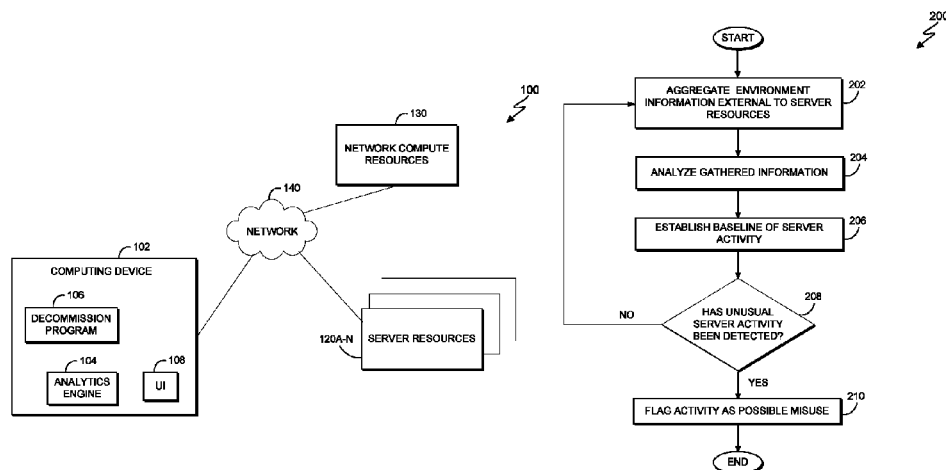 100
130
NETWORK COMPUTE
RESOURCES
140
NETWORK
102
COMPUTING DEVICE
106
DECOMMISSION
PROGRAM
104
ANALYTICS
ENGINE
108
UI
120A-N
SERVER RESOURCES
200
START
AGGREGATE ENVIRONMENT
INFORMATION EXTERNAL TO SERVER
RESOURCES
202
ANALYZE GATHERED INFORMATION
204
ESTABLISH BASELINE OF SERVER
ACTIVITY
206
HAS UNUSUAL
SERVER ACTIVITY
BEEN DETECTED?
208
NO
YES
FLAG ACTIVITY AS POSSIBLE MISUSE
210
END